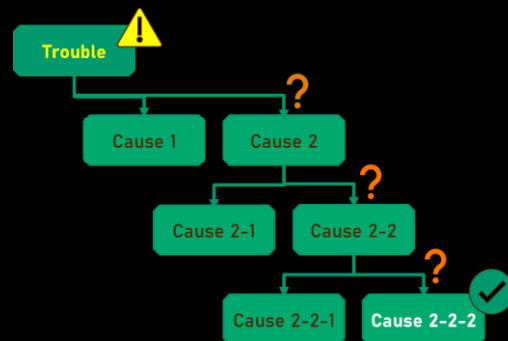 Trouble
?
Cause 1
Cause 2
?
Cause 2-1
Cause 2-2
?
Cause 2-2-1
Cause 2-2-2